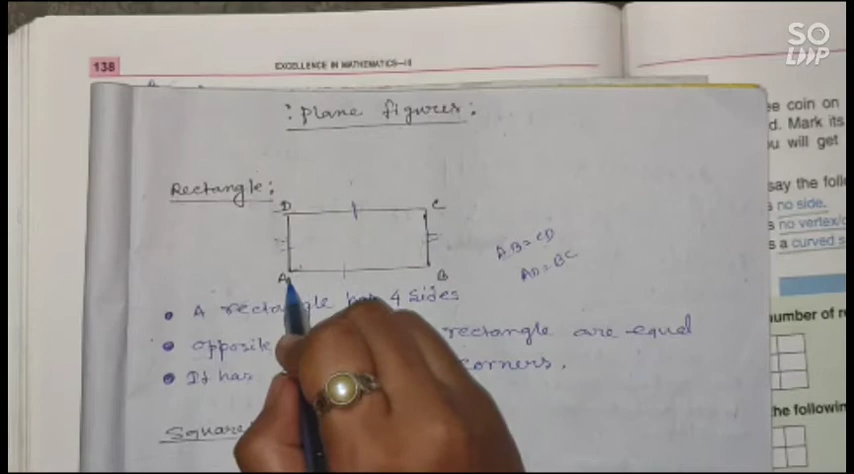 SO
LOOP
138
EXCELLENCE IN MATHEMATICS–III
: Plane figures :
Rectangle :
D C
A B
AB = CD
AD = BC
• A rectangle has 4 sides
• opposite rectangle are equal
• It has corners.
Square
ee coin on
d. Mark its
u will get
say the foll
no side.
no vertex/c
s a curved s
umber of r
he followin